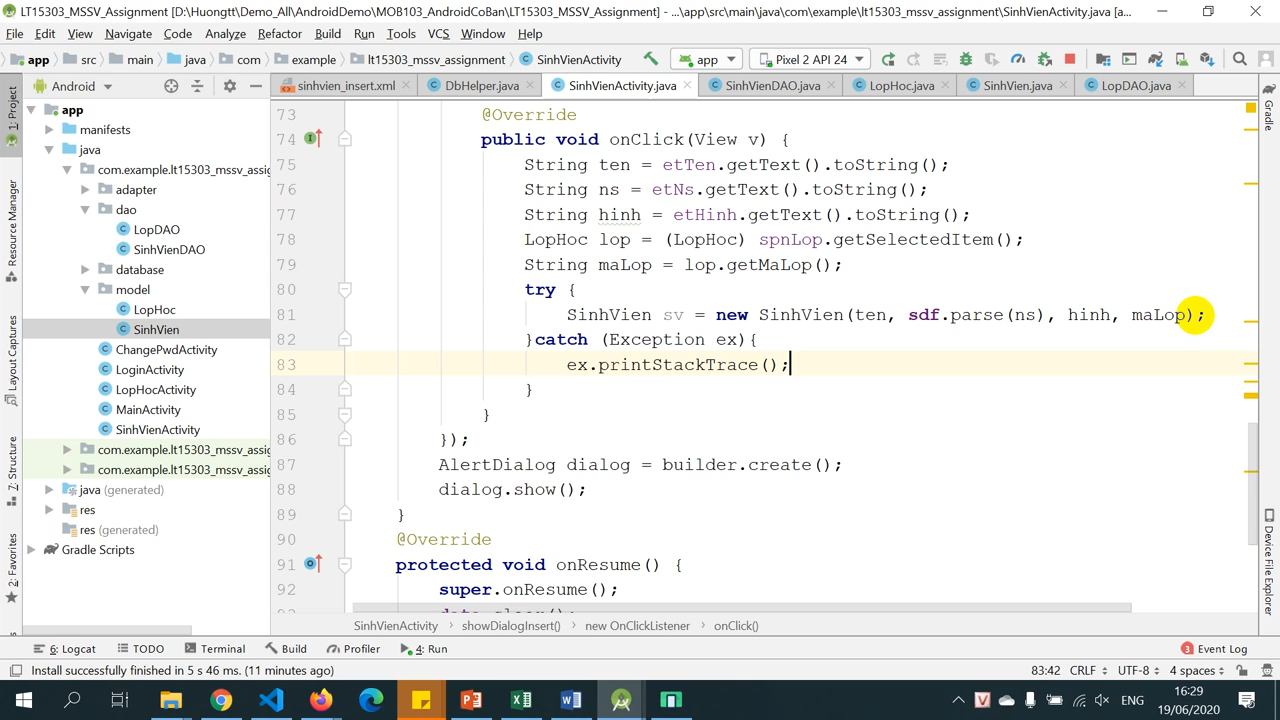 LT15303_MSSV_Assignment [D:\Huongtt\Demo_All\AndroidDemo\MOB103_AndroidCoBan\LT15303_MSSV_Assignment] - ...\app\src\main\java\com\example\lt15303_mssv_assignment\SinhVienActivity.java [a...
File Edit View Navigate Code Analyze Refactor Build Run Tools VCS Window Help
app src main java com example lt15303_mssv_assignment SinhVienActivity app Pixel 2 API 24
Android sinhvien_insert.xml DbHelper.java SinhVienActivity.java SinhVienDAO.java LopHoc.java SinhVien.java LopDAO.java
1: Project
Resource Manager
Layout Captures
7: Structure
2: Favorites
app
manifests
java
com.example.lt15303_mssv_assig
adapter
dao
LopDAO
SinhVienDAO
database
model
LopHoc
SinhVien
ChangePwdActivity
LoginActivity
LopHocActivity
MainActivity
SinhVienActivity
com.example.lt15303_mssv_assig
com.example.lt15303_mssv_assig
java (generated)
res
res (generated)
Gradle Scripts
73 @Override
74 public void onClick(View v) {
75 String ten = etTen.getText().toString();
76 String ns = etNs.getText().toString();
77 String hinh = etHinh.getText().toString();
78 LopHoc lop = (LopHoc) spnLop.getSelectedItem();
79 String maLop = lop.getMaLop();
80 try {
81 SinhVien sv = new SinhVien(ten, sdf.parse(ns), hinh, maLop);
82 }catch (Exception ex){
83 ex.printStackTrace();
84 }
85 }
86 });
87 AlertDialog dialog = builder.create();
88 dialog.show();
89 }
90 @Override
91 protected void onResume() {
92 super.onResume();
Gradle
Device File Explorer
SinhVienActivity showDialogInsert() new OnClickListener onClick()
6: Logcat TODO Terminal Build Profiler 4: Run 3 Event Log
Install successfully finished in 5 s 46 ms. (11 minutes ago) 83:42 CRLF UTF-8 4 spaces
ENG 16:29
19/06/2020